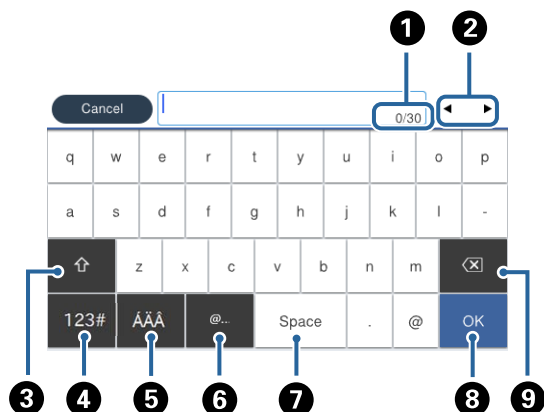 1 2
Cancel
0/30
q w e r t y u i o p
a s d f g h j k l -
z x c v b n m
123# ÁÄÂ @... Space . @ OK
3 4 5 6 7 8 9